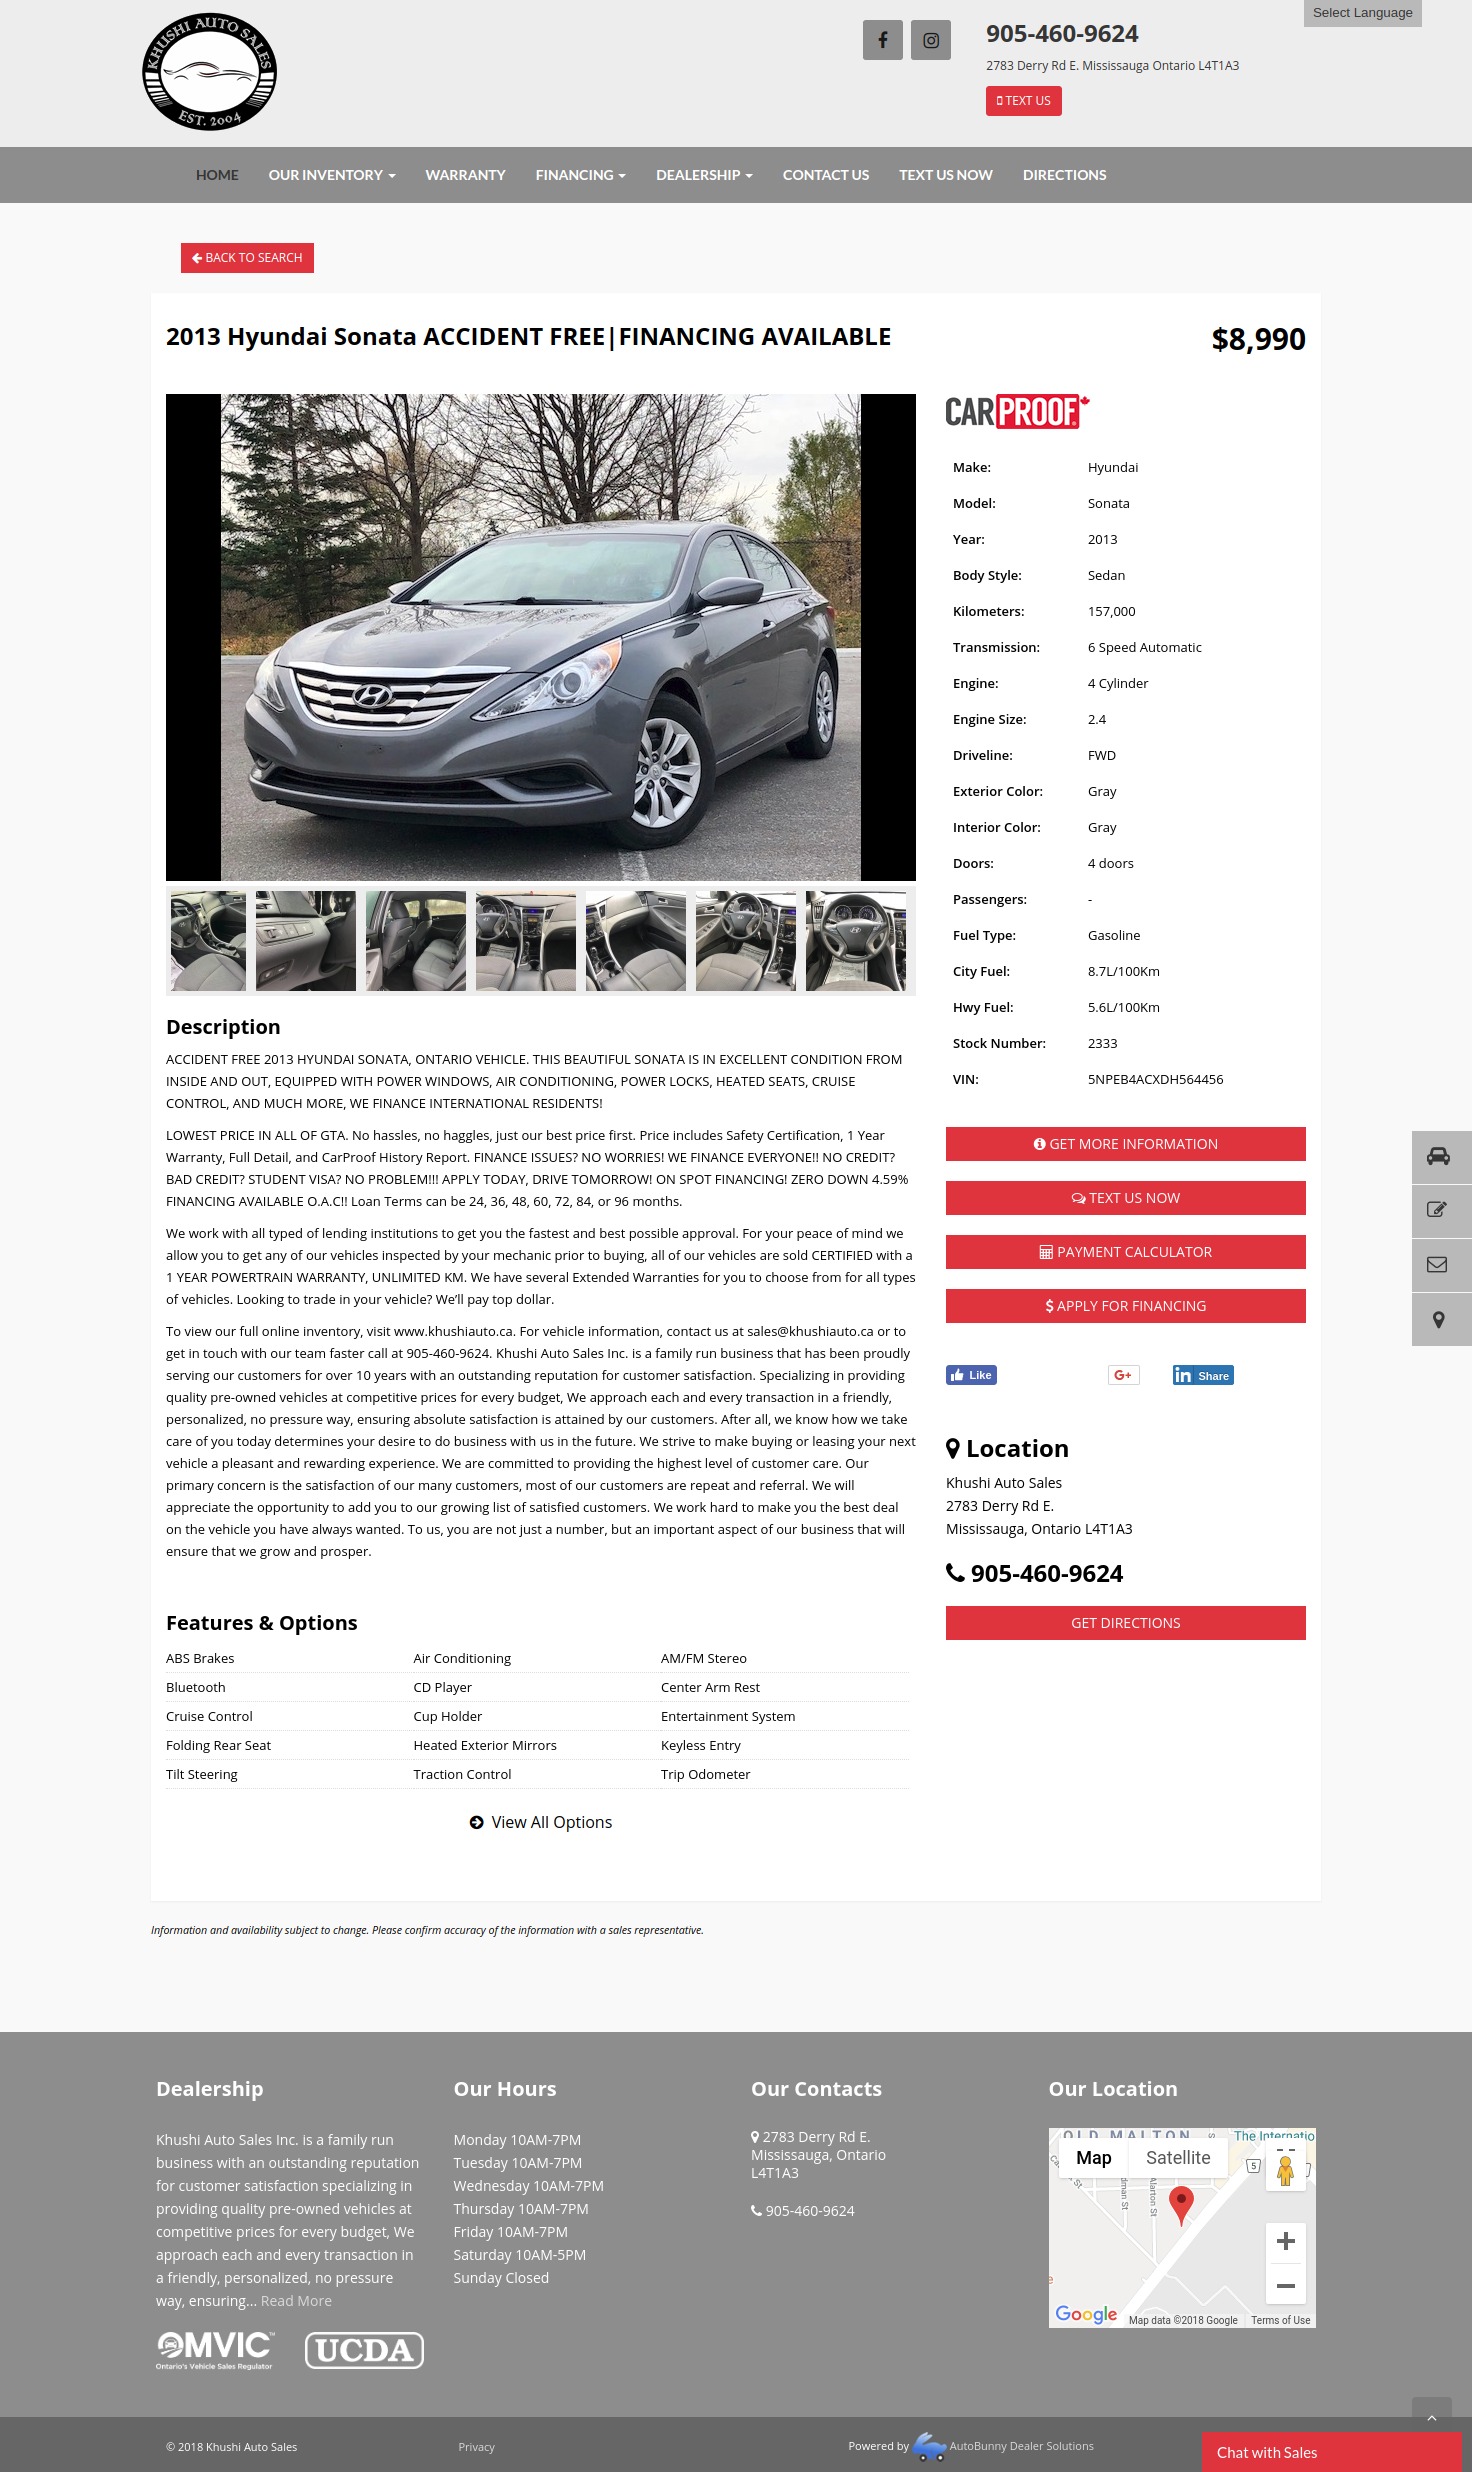 Select Language
KHUSHI AUTO SALES
EST. 2004
905-460-9624
2783 Derry Rd E. Mississauga Ontario L4T1A3
TEXT US
HOME OUR INVENTORY WARRANTY FINANCING DEALERSHIP CONTACT US TEXT US NOW DIRECTIONS
BACK TO SEARCH
2013 Hyundai Sonata ACCIDENT FREE|FINANCING AVAILABLE
$8,990
CARPROOF
Make: Hyundai
Model: Sonata
Year: 2013
Body Style: Sedan
Kilometers: 157,000
Transmission: 6 Speed Automatic
Engine: 4 Cylinder
Engine Size: 2.4
Driveline: FWD
Exterior Color: Gray
Interior Color: Gray
Doors: 4 doors
Passengers: -
Fuel Type: Gasoline
City Fuel: 8.7L/100Km
Hwy Fuel: 5.6L/100Km
Stock Number: 2333
VIN: 5NPEB4ACXDH564456
GET MORE INFORMATION
TEXT US NOW
PAYMENT CALCULATOR
APPLY FOR FINANCING
Like
G+
in Share
Location
Khushi Auto Sales
2783 Derry Rd E.
Mississauga, Ontario L4T1A3
905-460-9624
GET DIRECTIONS
Description
ACCIDENT FREE 2013 HYUNDAI SONATA, ONTARIO VEHICLE. THIS BEAUTIFUL SONATA IS IN EXCELLENT CONDITION FROM
INSIDE AND OUT, EQUIPPED WITH POWER WINDOWS, AIR CONDITIONING, POWER LOCKS, HEATED SEATS, CRUISE
CONTROL, AND MUCH MORE, WE FINANCE INTERNATIONAL RESIDENTS!
LOWEST PRICE IN ALL OF GTA. No hassles, no haggles, just our best price first. Price includes Safety Certification, 1 Year
Warranty, Full Detail, and CarProof History Report. FINANCE ISSUES? NO WORRIES! WE FINANCE EVERYONE!! NO CREDIT?
BAD CREDIT? STUDENT VISA? NO PROBLEM!!! APPLY TODAY, DRIVE TOMORROW! ON SPOT FINANCING! ZERO DOWN 4.59%
FINANCING AVAILABLE O.A.C!! Loan Terms can be 24, 36, 48, 60, 72, 84, or 96 months.
We work with all typed of lending institutions to get you the fastest and best possible approval. For your peace of mind we
allow you to get any of our vehicles inspected by your mechanic prior to buying, all of our vehicles are sold CERTIFIED with a
1 YEAR POWERTRAIN WARRANTY, UNLIMITED KM. We have several Extended Warranties for you to choose from for all types
of vehicles. Looking to trade in your vehicle? We’ll pay top dollar.
To view our full online inventory, visit www.khushiauto.ca. For vehicle information, contact us at sales@khushiauto.ca or to
get in touch with our team faster call at 905-460-9624. Khushi Auto Sales Inc. is a family run business that has been proudly
serving our customers for over 10 years with an outstanding reputation for customer satisfaction. Specializing in providing
quality pre-owned vehicles at competitive prices for every budget, We approach each and every transaction in a friendly,
personalized, no pressure way, ensuring absolute satisfaction is attained by our customers. After all, we know how we take
care of you today determines your desire to do business with us in the future. We strive to make buying or leasing your next
vehicle a pleasant and rewarding experience. We are committed to providing the highest level of customer care. Our
primary concern is the satisfaction of our many customers, most of our customers are repeat and referral. We will
appreciate the opportunity to add you to our growing list of satisfied customers. We work hard to make you the best deal
on the vehicle you have always wanted. To us, you are not just a number, but an important aspect of our business that will
ensure that we grow and prosper.
Features & Options
ABS Brakes Air Conditioning AM/FM Stereo
Bluetooth CD Player Center Arm Rest
Cruise Control Cup Holder Entertainment System
Folding Rear Seat Heated Exterior Mirrors Keyless Entry
Tilt Steering Traction Control Trip Odometer
View All Options
Information and availability subject to change. Please confirm accuracy of the information with a sales representative.
Dealership
Khushi Auto Sales Inc. is a family run
business with an outstanding reputation
for customer satisfaction specializing in
providing quality pre-owned vehicles at
competitive prices for every budget, We
approach each and every transaction in
a friendly, personalized, no pressure
way, ensuring... Read More
OMVIC TM
Ontario's Vehicle Sales Regulator
UCDA
Our Hours
Monday 10AM-7PM
Tuesday 10AM-7PM
Wednesday 10AM-7PM
Thursday 10AM-7PM
Friday 10AM-7PM
Saturday 10AM-5PM
Sunday Closed
Our Contacts
2783 Derry Rd E.
Mississauga, Ontario
L4T1A3
905-460-9624
Our Location
OLD MALTON
The Internatio
Map Satellite
5
Google
Map data ©2018 Google Terms of Use
© 2018 Khushi Auto Sales
Privacy
Powered by AutoBunny Dealer Solutions
Chat with Sales